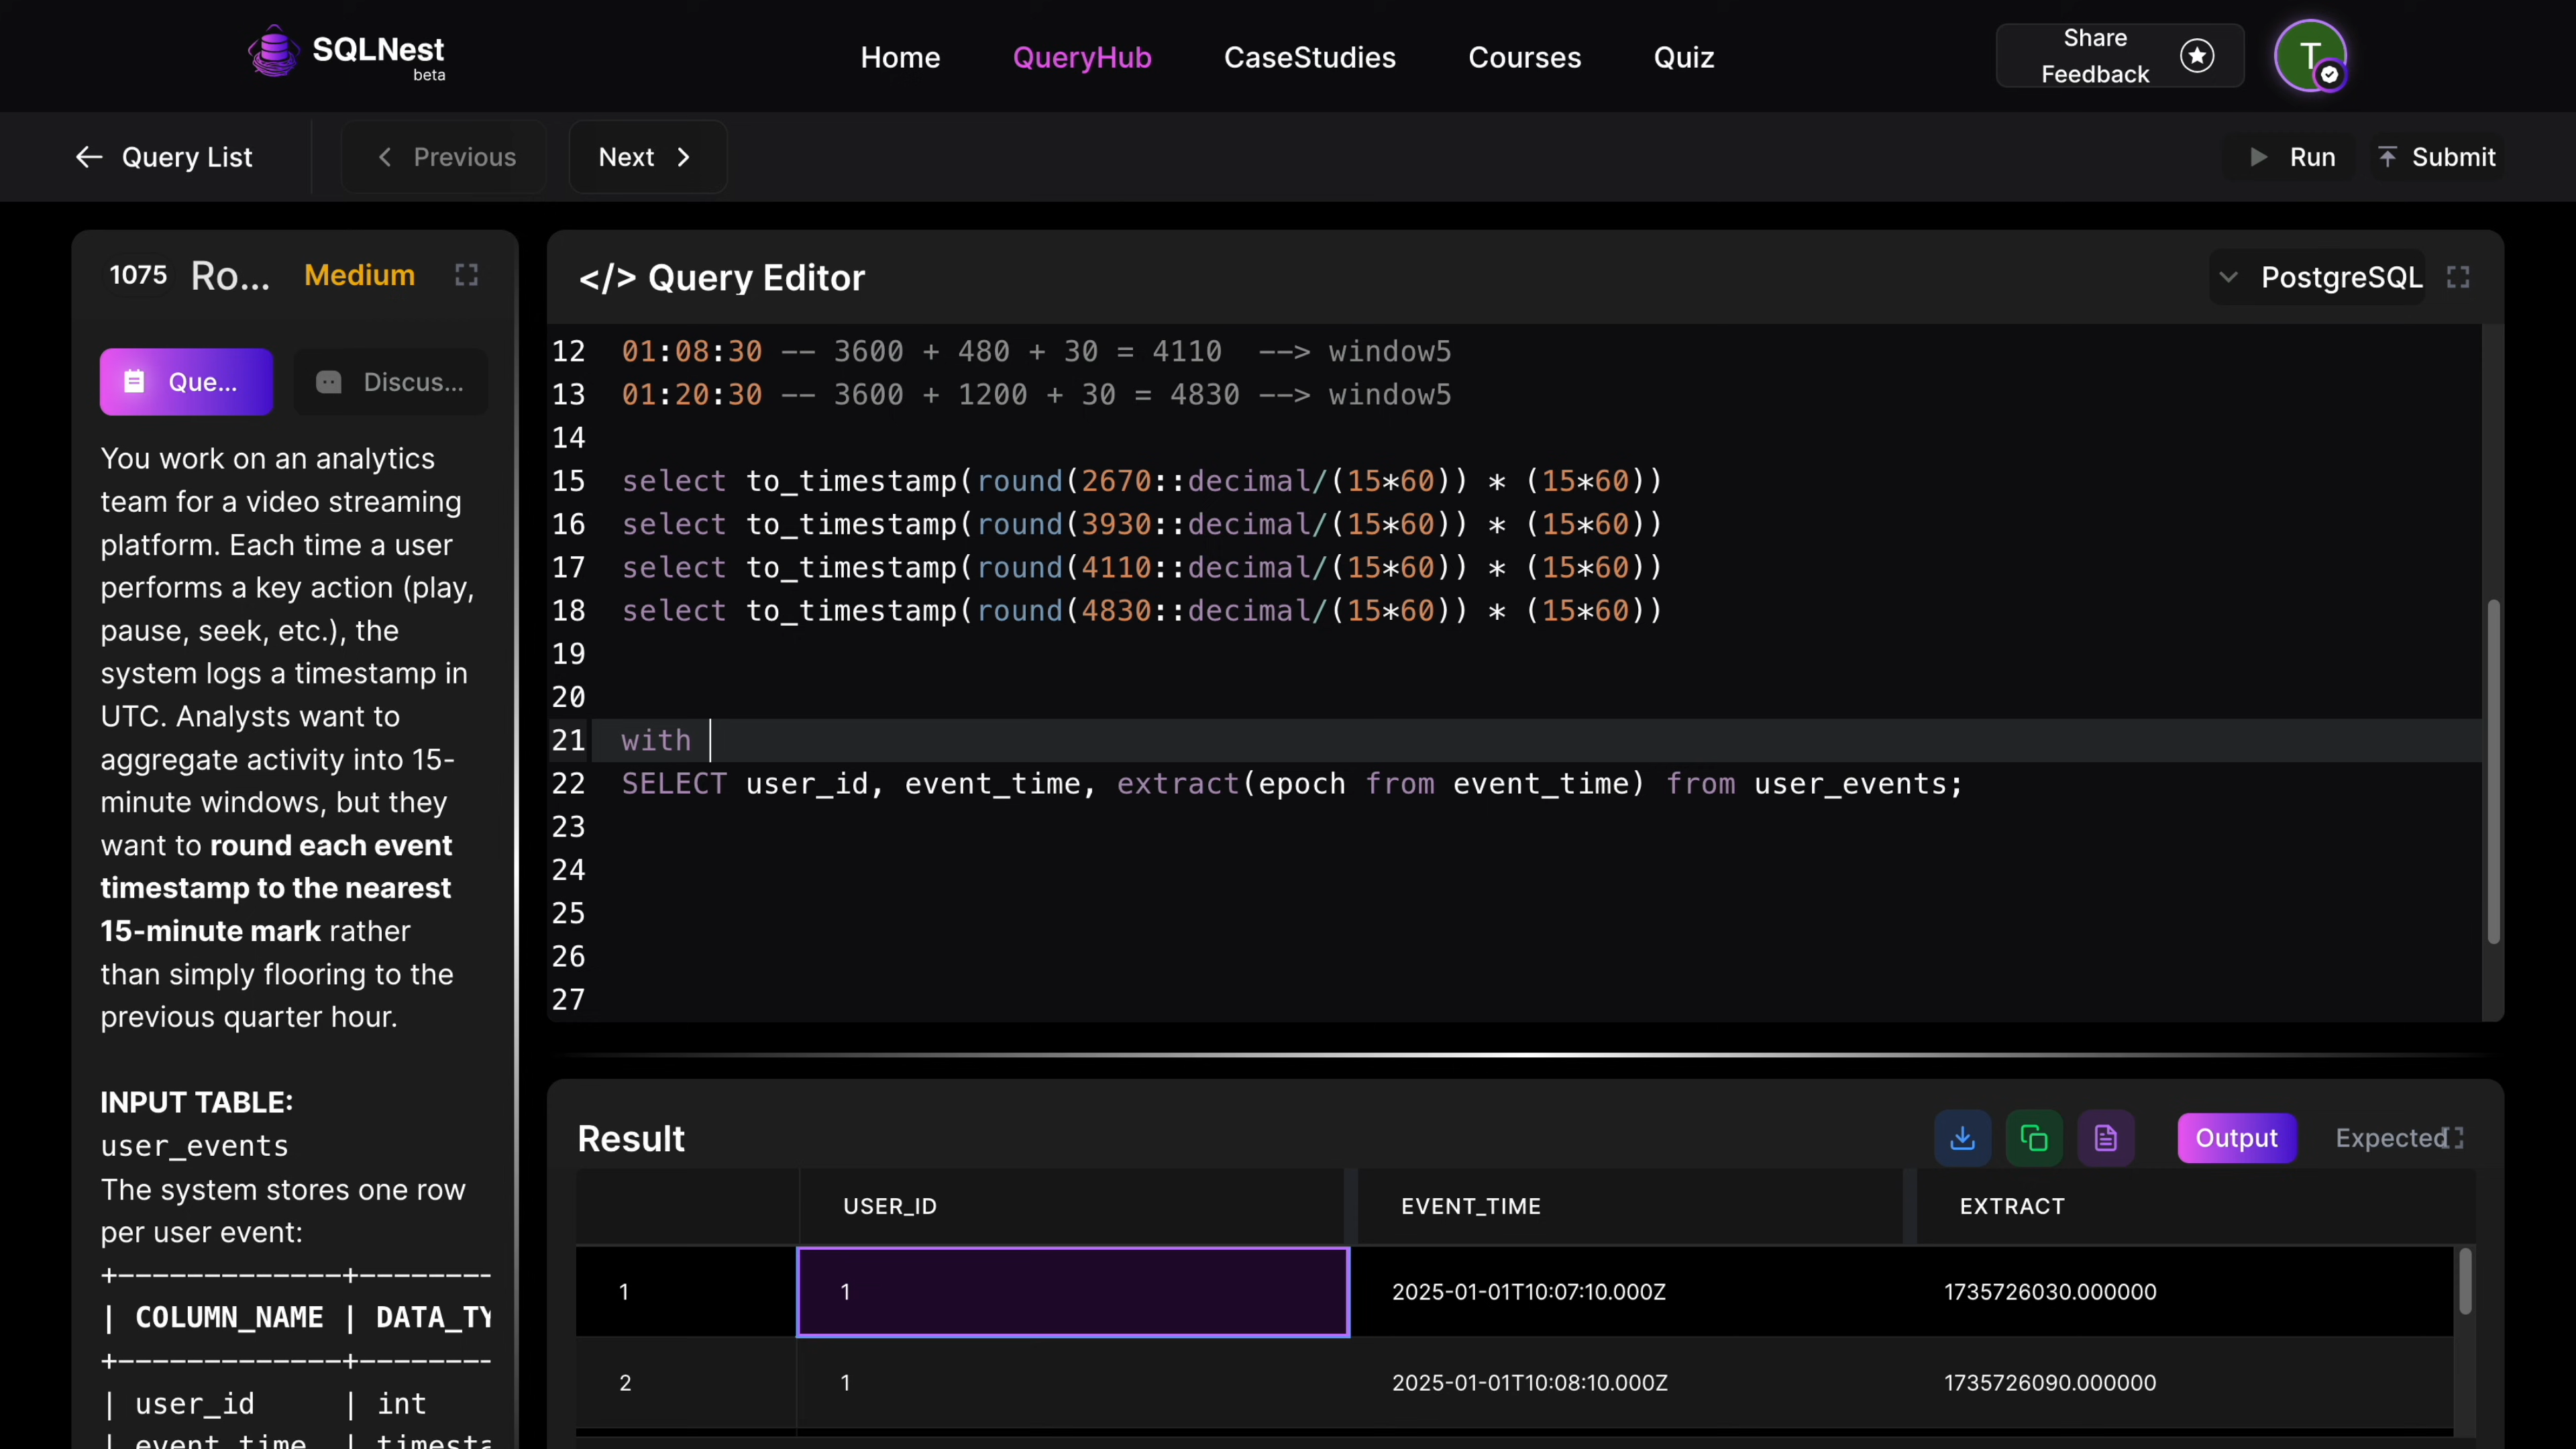 SQLNest
beta
Home
QueryHub
CaseStudies
Courses
Quiz
Share
Feedback
T
Query List
Previous
Next
Run
Submit
1075
Ro...
Medium
Que...
Discus...
You work on an analytics
team for a video streaming
platform. Each time a user
performs a key action (play,
pause, seek, etc.), the
system logs a timestamp in
UTC. Analysts want to
aggregate activity into 15-
minute windows, but they
want to round each event
timestamp to the nearest
15-minute mark rather
than simply flooring to the
previous quarter hour.
INPUT TABLE:
user_events
The system stores one row
per user event:
+-------------+--------
| COLUMN_NAME | DATA_TY
+-------------+--------
| user_id     | int
| event_time  | timesta
</> Query Editor
PostgreSQL
12 01:08:30 -- 3600 + 480 + 30 = 4110  --> window5
13 01:20:30 -- 3600 + 1200 + 30 = 4830 --> window5
14
15 select to_timestamp(round(2670::decimal/(15*60)) * (15*60))
16 select to_timestamp(round(3930::decimal/(15*60)) * (15*60))
17 select to_timestamp(round(4110::decimal/(15*60)) * (15*60))
18 select to_timestamp(round(4830::decimal/(15*60)) * (15*60))
19
20
21 with
22 SELECT user_id, event_time, extract(epoch from event_time) from user_events;
23
24
25
26
27
Result
Output
Expected
USER_ID EVENT_TIME EXTRACT
1 1 2025-01-01T10:07:10.000Z 1735726030.000000
2 1 2025-01-01T10:08:10.000Z 1735726090.000000